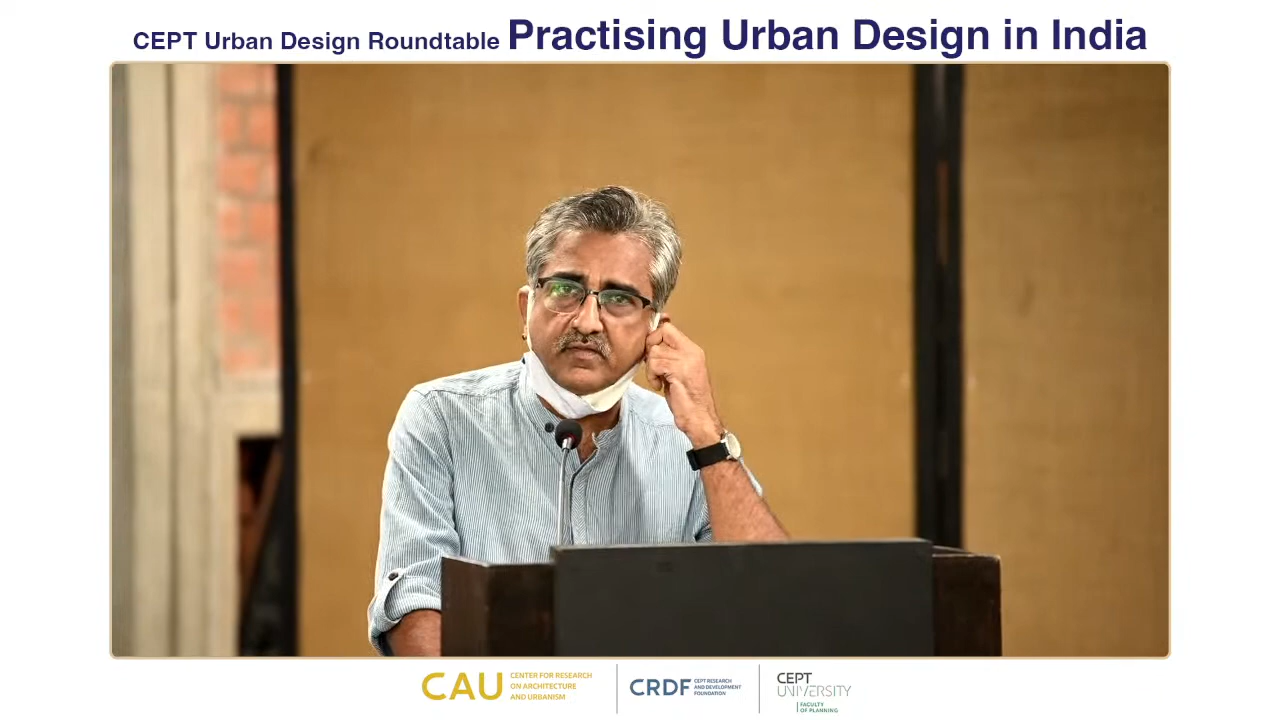 CEPT Urban Design Roundtable Practising Urban Design in India
CAU
CENTER FOR RESEARCH
ON ARCHITECTURE
AND URBANISM
CRDF
CEPT RESEARCH
AND DEVELOPMENT
FOUNDATION
CEPT
UNIVERSITY
FACULTY
OF PLANNING